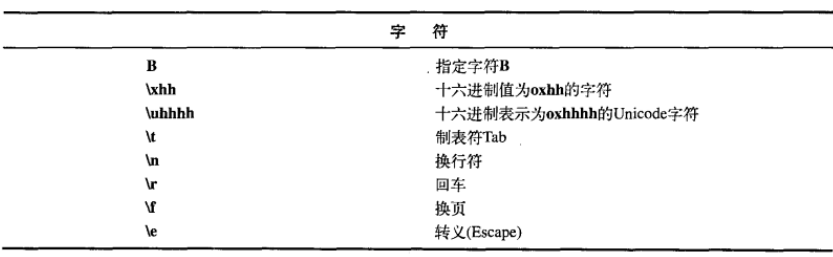 字 符
B 指定字符B
\xhh 十六进制值为oxhh的字符
\uhhhh 十六进制表示为oxhhhh的Unicode字符
\t 制表符Tab
\n 换行符
\r 回车
\f 换页
\e 转义(Escape)